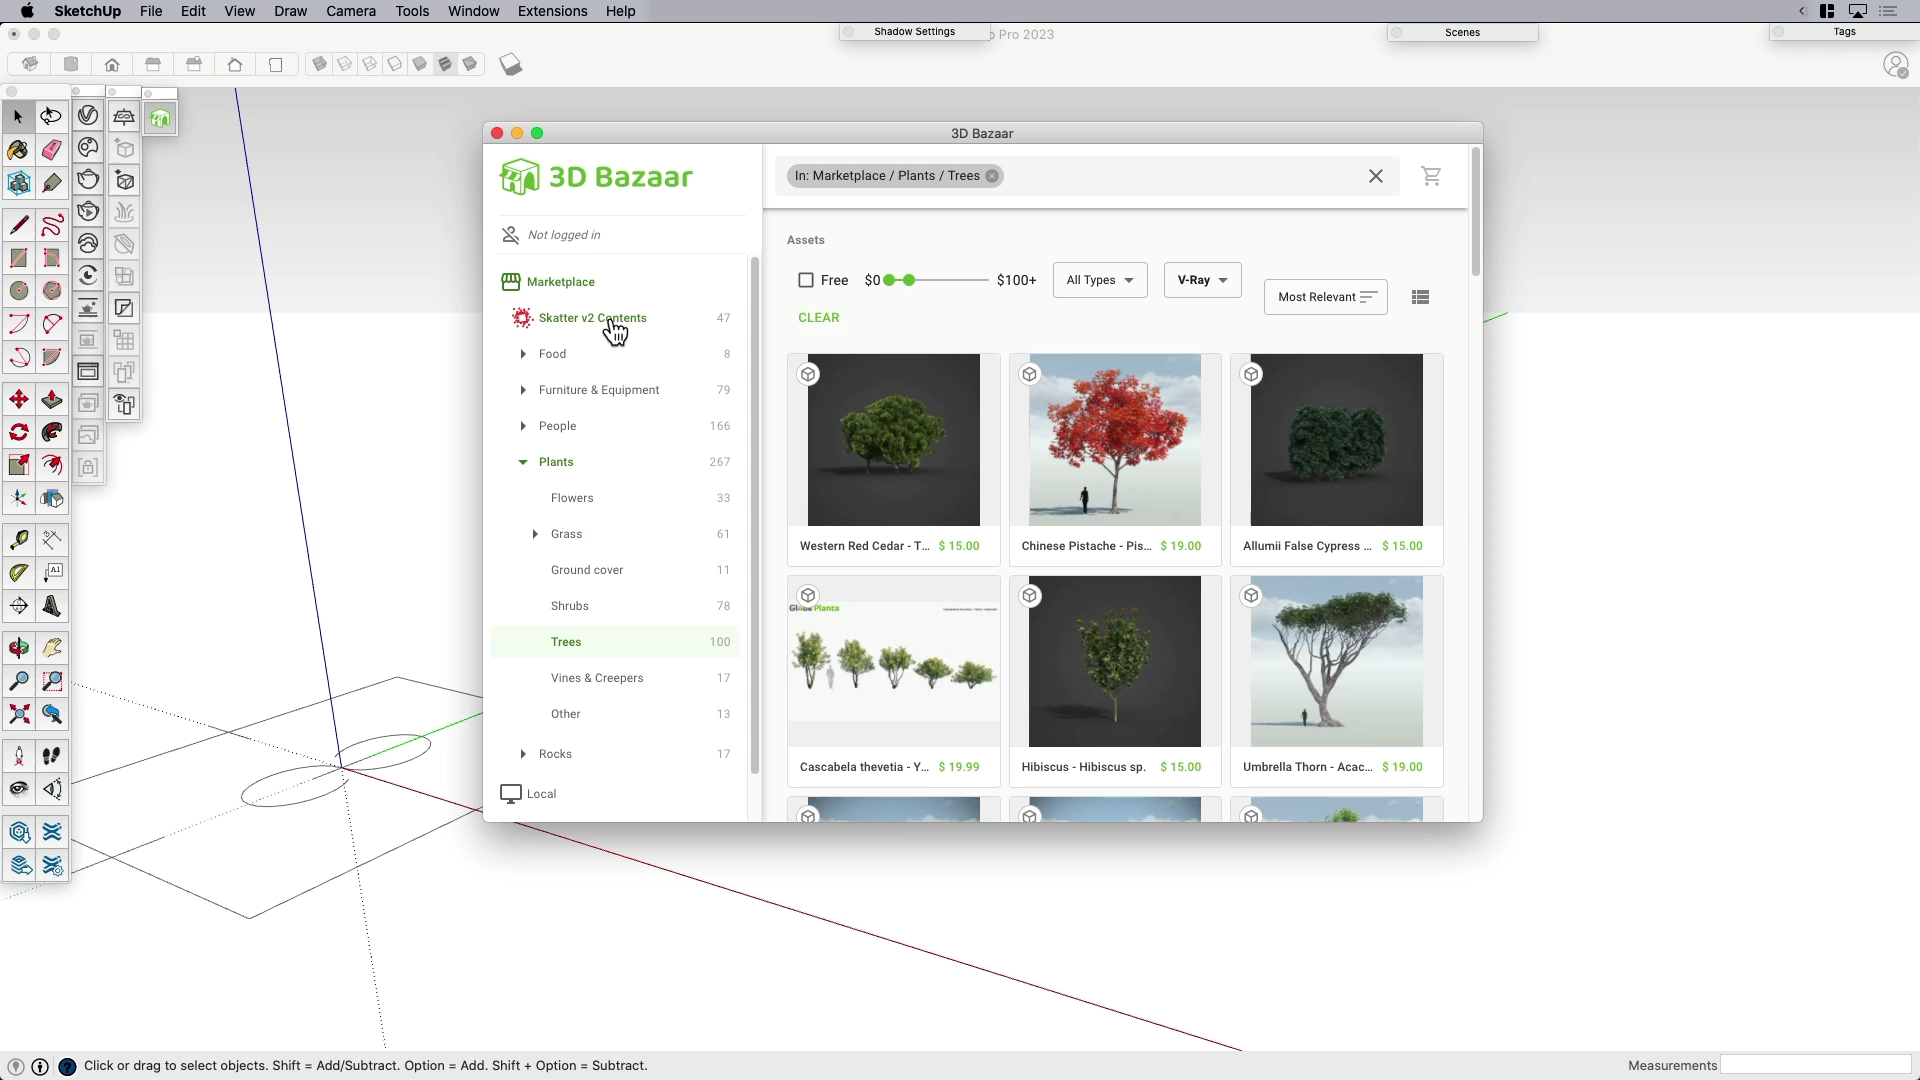 SketchUp File Edit View Draw Camera Tools Window Extensions Help
Shadow Settings
Pro 2023
Scenes
Tags
3D Bazaar
3D Bazaar
In: Marketplace / Plants / Trees
Not logged in
Assets
Marketplace
Free $0 $100+ All Types V-Ray Most Relevant
CLEAR
Skatter v2 Contents 47
Food 8
Furniture & Equipment 79
People 166
Plants 267
Flowers 33
Grass 61
Ground cover 11
Shrubs 78
Trees 100
Vines & Creepers 17
Other 13
Rocks 17
Local
Western Red Cedar - T... $ 15.00
Chinese Pistache - Pis... $ 19.00
Allumii False Cypress ... $ 15.00
Globe Plants
Cascabela thevetia - Y... $ 19.99
Hibiscus - Hibiscus sp. $ 15.00
Umbrella Thorn - Acac... $ 19.00
A1
Click or drag to select objects. Shift = Add/Subtract. Option = Add. Shift + Option = Subtract.
Measurements